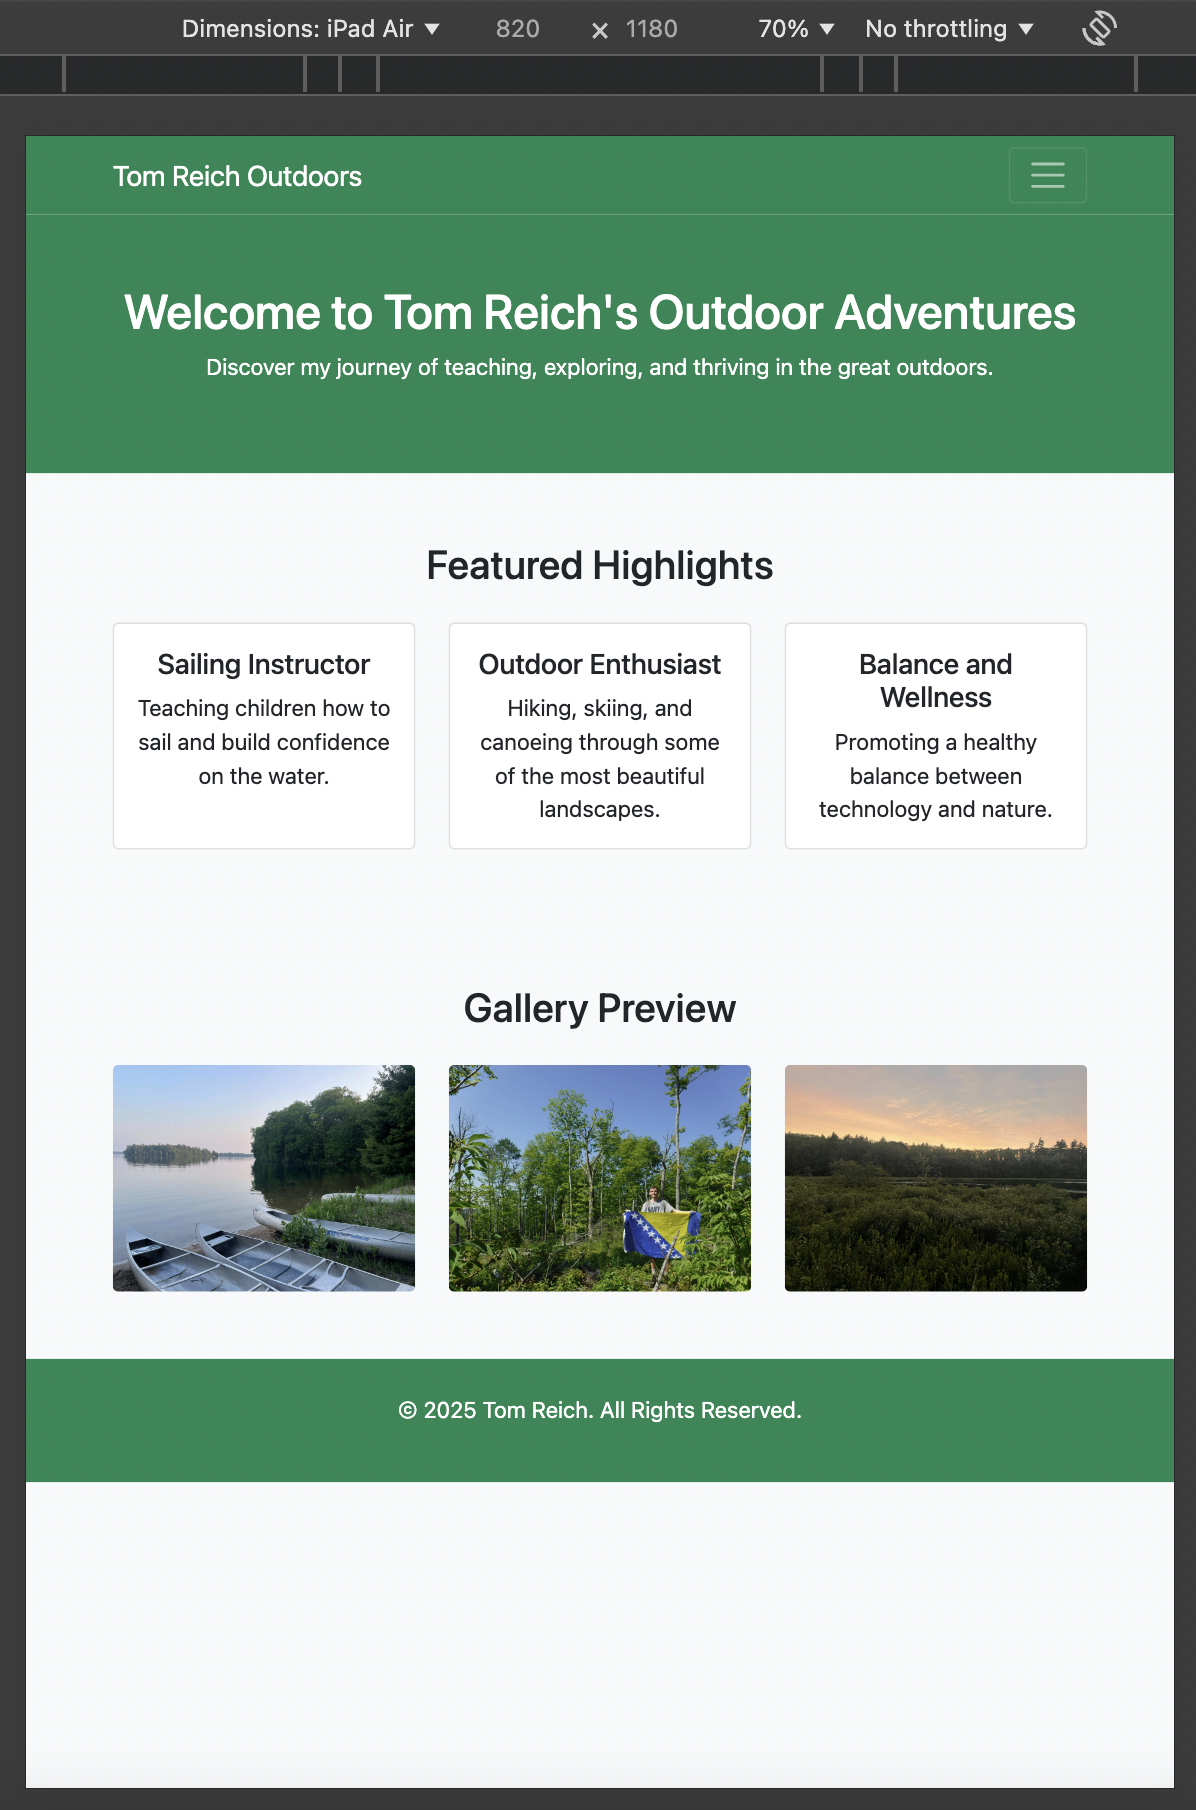 Dimensions: iPad Air ▼ 820 × 1180 70% ▼ No throttling ▼
Tom Reich Outdoors
Welcome to Tom Reich's Outdoor Adventures
Discover my journey of teaching, exploring, and thriving in the great outdoors.
Featured Highlights
Sailing Instructor
Teaching children how to
sail and build confidence
on the water.
Outdoor Enthusiast
Hiking, skiing, and
canoeing through some
of the most beautiful
landscapes.
Balance and
Wellness
Promoting a healthy
balance between
technology and nature.
Gallery Preview
© 2025 Tom Reich. All Rights Reserved.